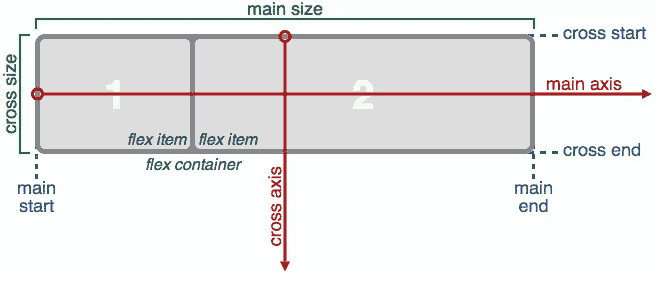 main size
cross start
cross size
1
2
main axis
flex item
flex item
flex container
cross end
main
start
cross axis
main
end